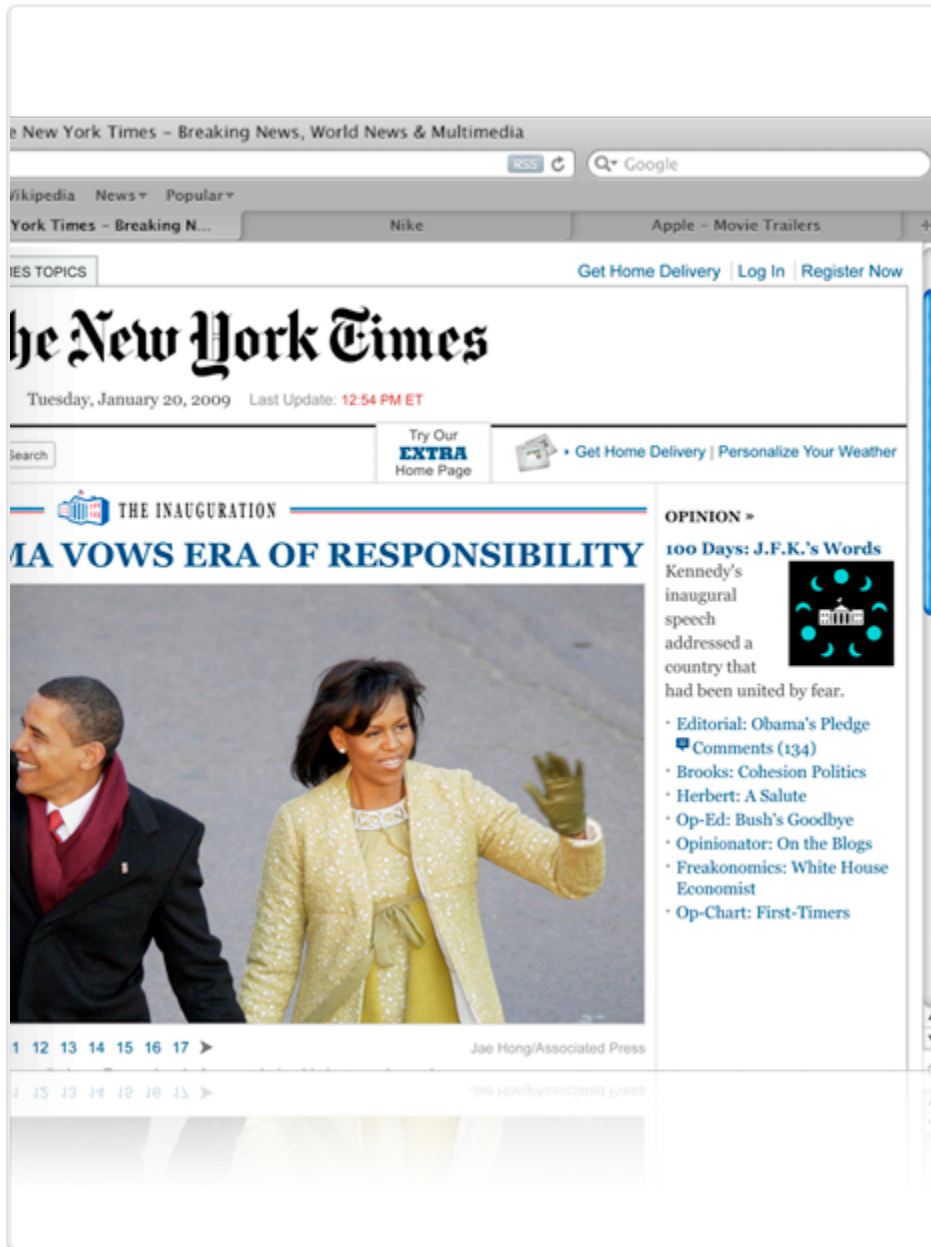 e New York Times – Breaking News, World News & Multimedia
RSS Google
Wikipedia News Popular
York Times – Breaking N... Nike Apple – Movie Trailers +
ES TOPICS
Get Home Delivery Log In Register Now
he New York Times
Tuesday, January 20, 2009 Last Update: 12:54 PM ET
Search
Try Our
EXTRA
Home Page
Get Home Delivery | Personalize Your Weather
THE INAUGURATION
MA VOWS ERA OF RESPONSIBILITY
1 12 13 14 15 16 17
Jae Hong/Associated Press
OPINION »
100 Days: J.F.K.'s Words
Kennedy's
inaugural
speech
addressed a
country that
had been united by fear.
Editorial: Obama's Pledge
Comments (134)
Brooks: Cohesion Politics
Herbert: A Salute
Op-Ed: Bush's Goodbye
Opinionator: On the Blogs
Freakonomics: White House
Economist
Op-Chart: First-Timers